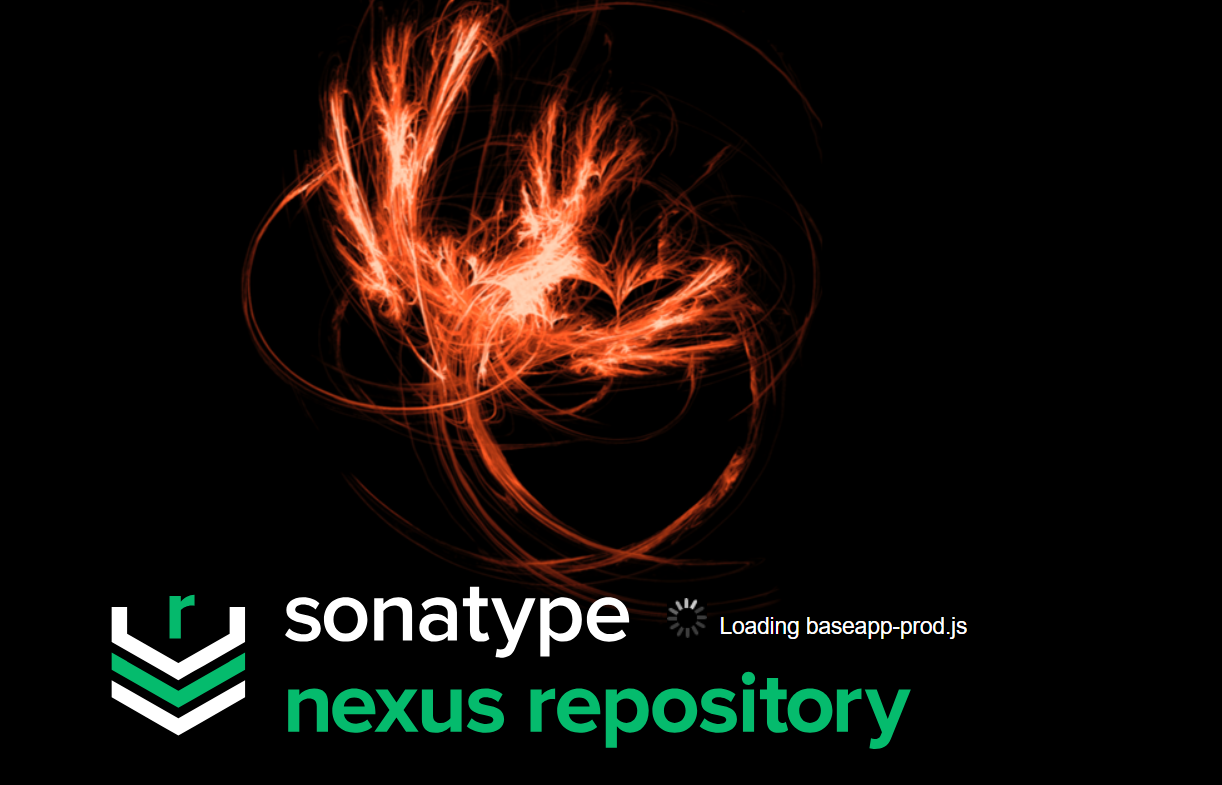 r
sonatype
Loading baseapp-prod.js
nexus repository